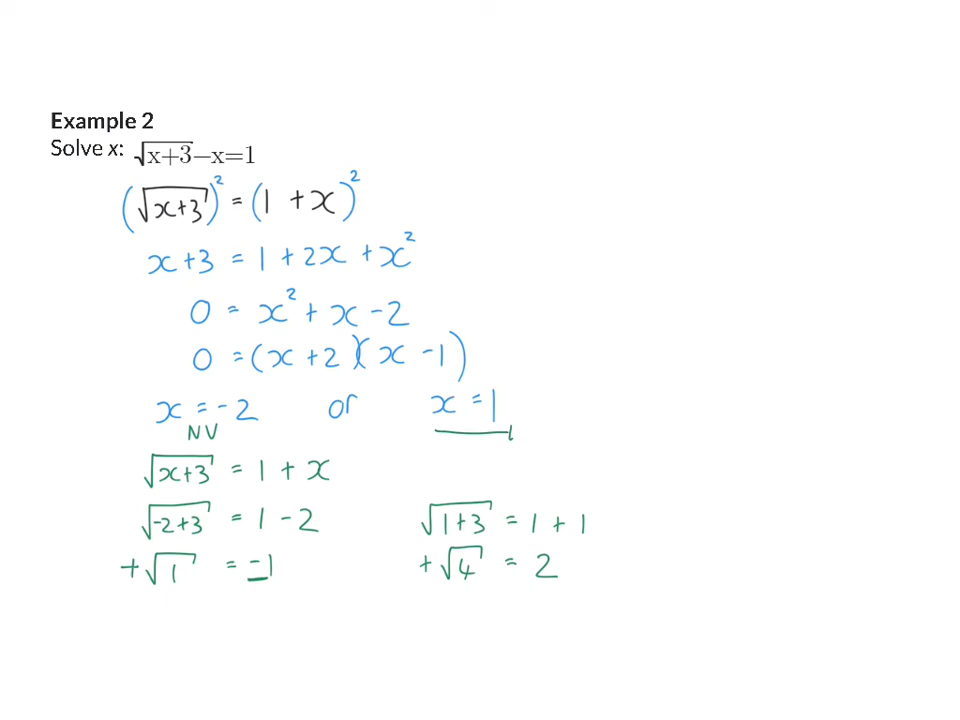 Example 2
Solve x: √x+3−x=1
(√x+3)² = (1 + x)²
x + 3 = 1 + 2x + x²
0 = x² + x − 2
0 = (x + 2)(x − 1)
x = −2 or x = 1
NV
√x+3 = 1 + x
√−2+3 = 1 − 2 √1+3 = 1 + 1
+√1 = −1 +√4 = 2